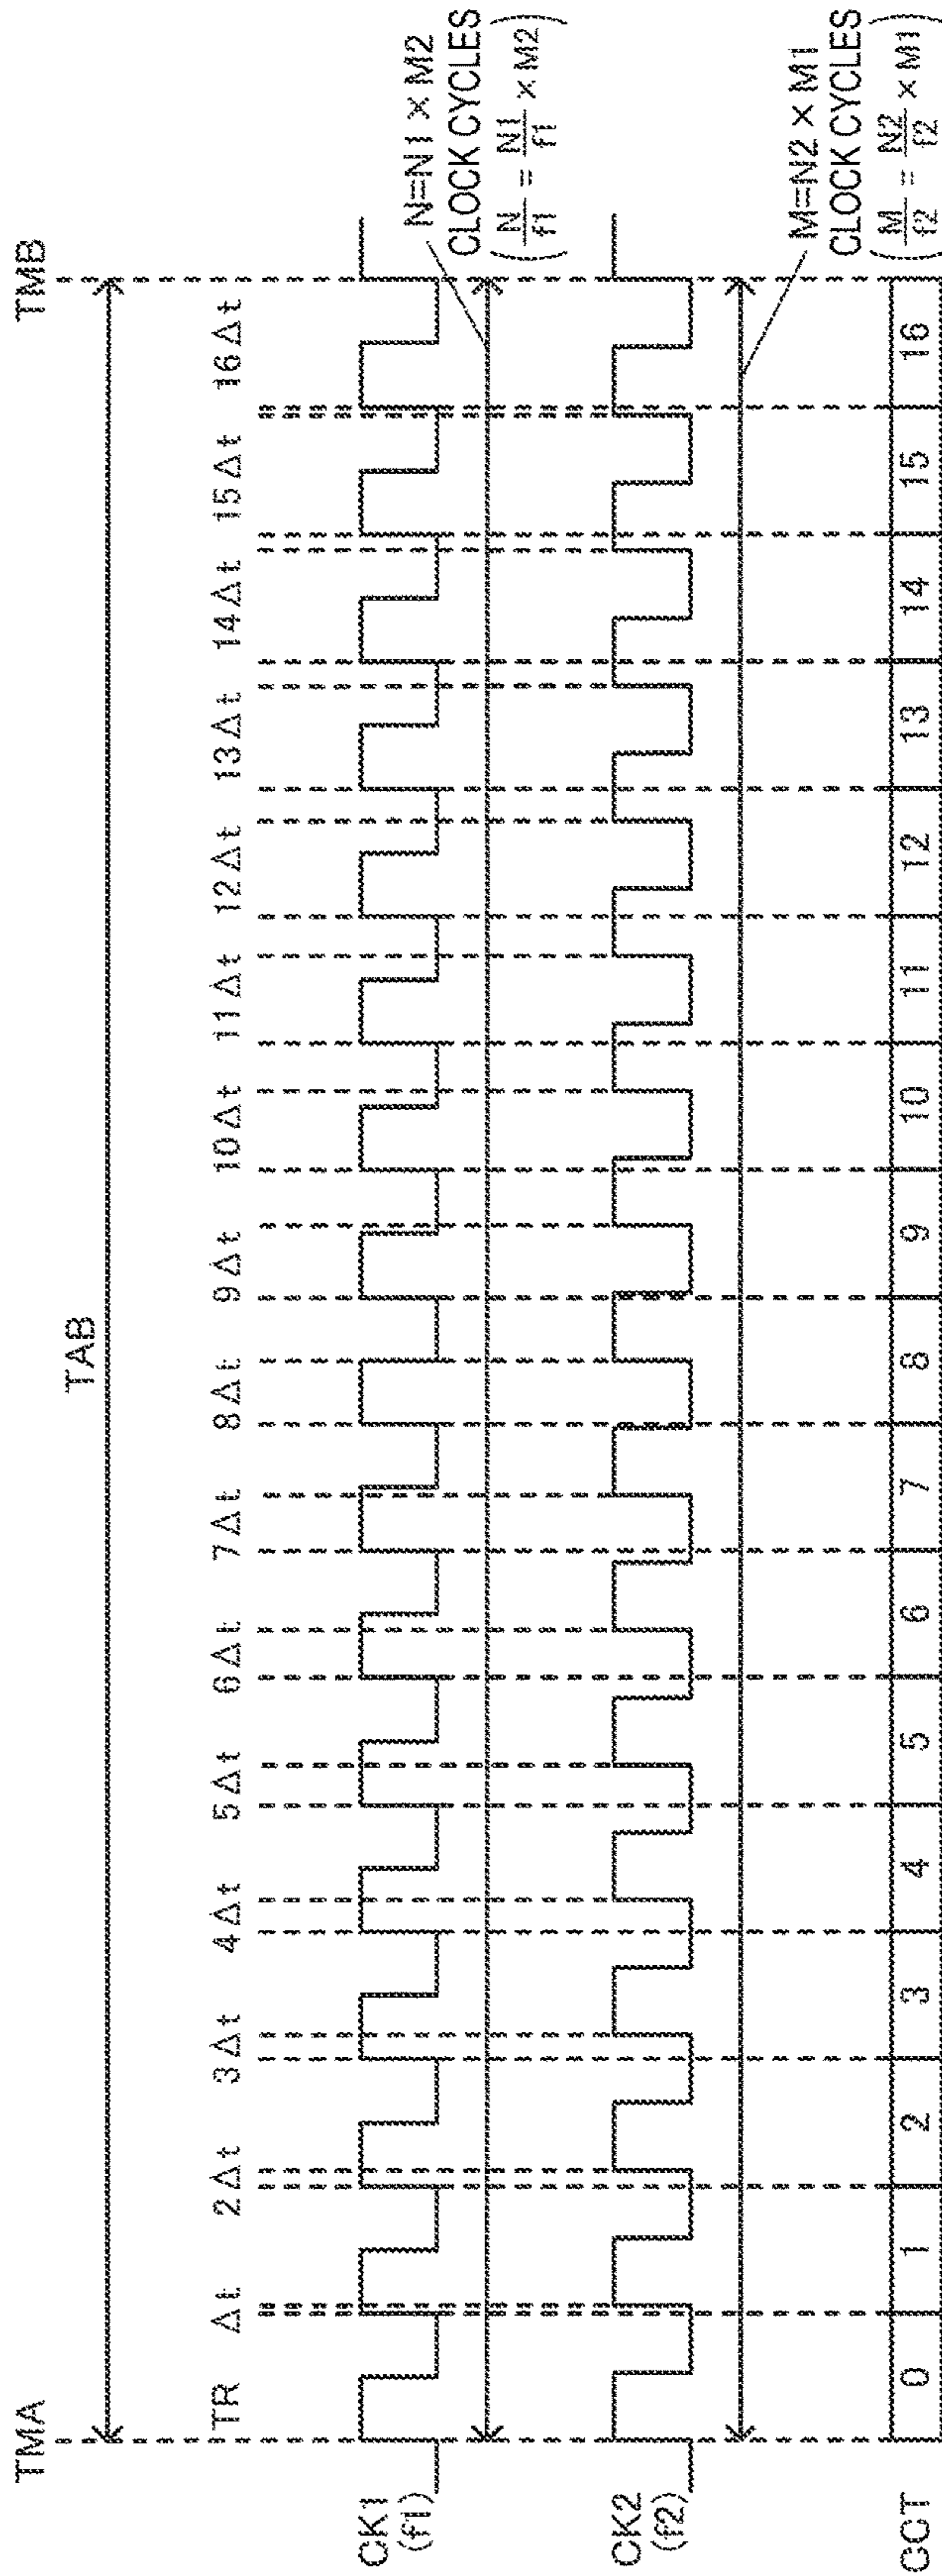 TMA TMB
TAB
TR Δt 2Δt 3Δt 4Δt 5Δt 6Δt 7Δt 8Δt 9Δt 10Δt 11Δt 12Δt 13Δt 14Δt 15Δt 16Δt
CK1
(f1)
N=N1×M2
CLOCK CYCLES
(N/f1 = N1/f1 ×M2)
CK2
(f2)
M=N2×M1
CLOCK CYCLES
(M/f2 = N2/f2 ×M1)
CCT 0 1 2 3 4 5 6 7 8 9 10 11 12 13 14 15 16